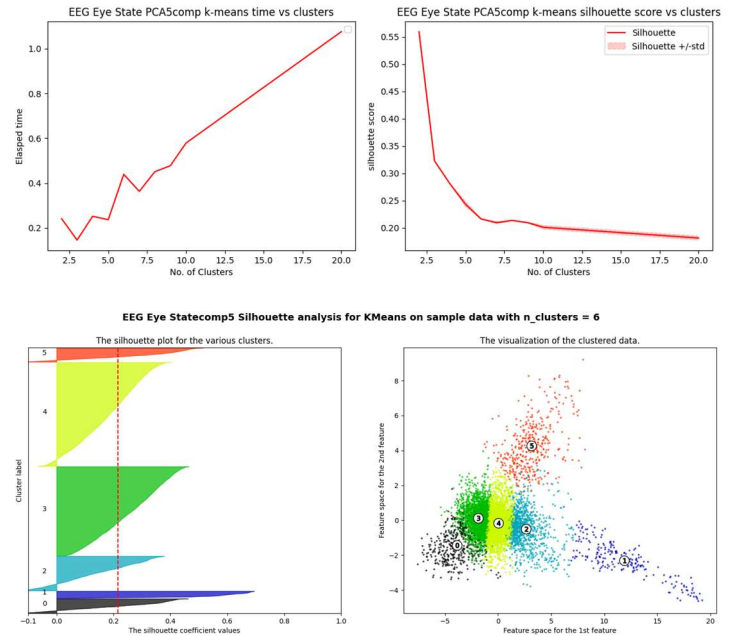 EEG Eye State PCA5comp k-means time vs clusters
1.0
0.8
0.6
0.4
0.2
Elasped time
2.5 5.0 7.5 10.0 12.5 15.0 17.5 20.0
No. of Clusters
EEG Eye State PCA5comp k-means silhouette score vs clusters
Silhouette
Silhouette +/-std
0.55
0.50
0.45
0.40
0.35
0.30
0.25
0.20
silhouette score
2.5 5.0 7.5 10.0 12.5 15.0 17.5 20.0
No. of Clusters
EEG Eye Statecomp5 Silhouette analysis for KMeans on sample data with n_clusters = 6
The silhouette plot for the various clusters.
5
4
3
2
1
0
Cluster label
−0.1 0.0 0.2 0.4 0.6 0.8 1.0
The silhouette coefficient values
The visualization of the clustered data.
8
6
4
2
0
−2
−4
Feature space for the 2nd feature
5
3
4
2
0
1
−5 0 5 10 15 20
Feature space for the 1st feature